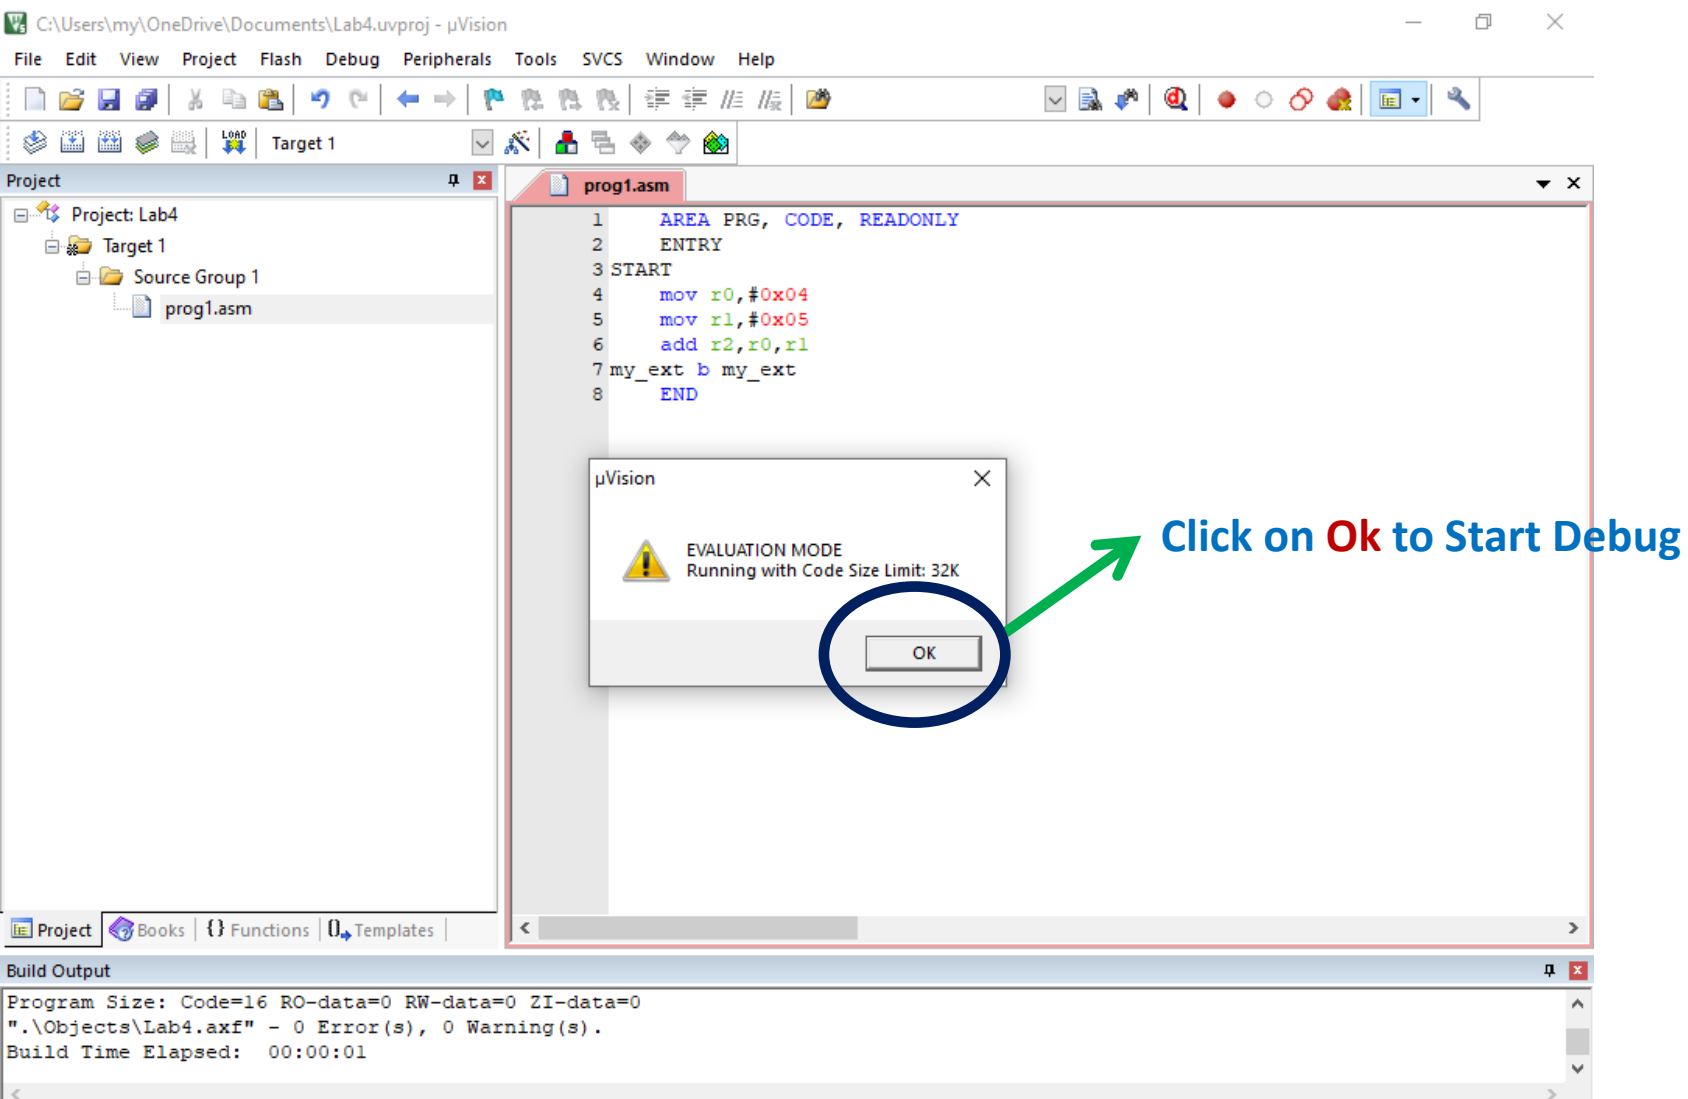 C:\Users\my\OneDrive\Documents\Lab4.uvproj - µVision
File Edit View Project Flash Debug Peripherals Tools SVCS Window Help
LOAD Target 1
Project
Project: Lab4
Target 1
Source Group 1
prog1.asm
prog1.asm
1 AREA PRG, CODE, READONLY
2 ENTRY
3 START
4 mov r0,#0x04
5 mov r1,#0x05
6 add r2,r0,r1
7 my_ext b my_ext
8 END
µVision
EVALUATION MODE
Running with Code Size Limit: 32K
OK
Click on Ok to Start Debug
Project Books {} Functions 0 Templates
Build Output
Program Size: Code=16 RO-data=0 RW-data=0 ZI-data=0
".\Objects\Lab4.axf" - 0 Error(s), 0 Warning(s).
Build Time Elapsed: 00:00:01